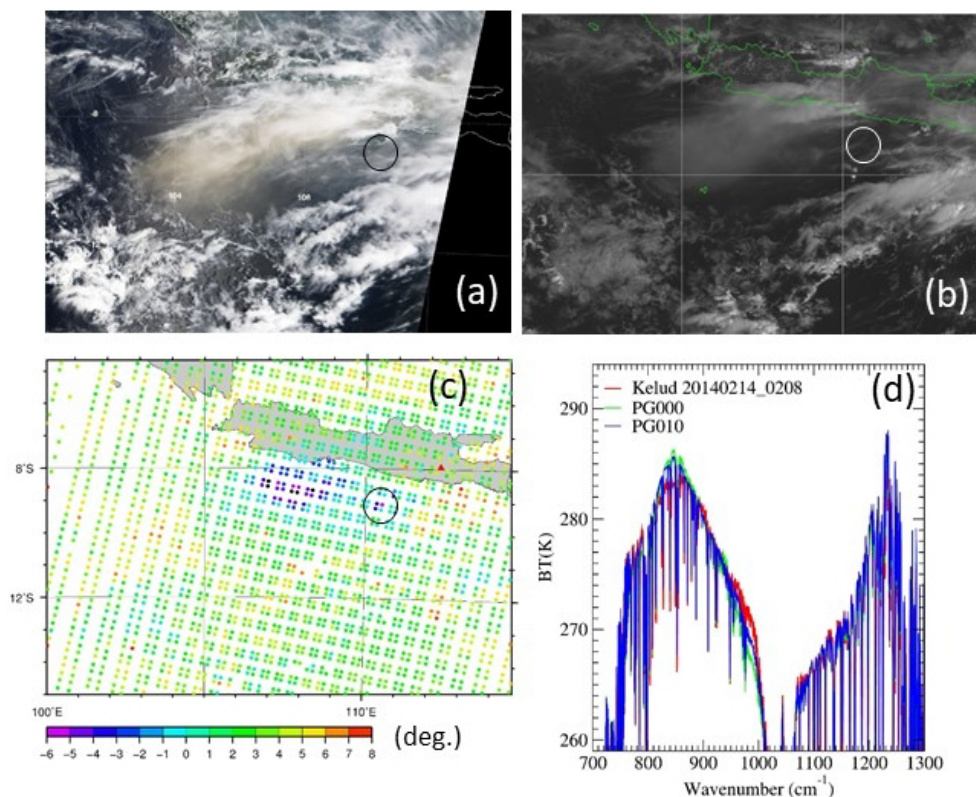 104
106
(a)
(b)
(c)
8°S
12°S
100°E
110°E
-6 -5 -4 -3 -2 -1 0 1 2 3 4 5 6 7 8
(deg.)
(d)
Kelud 20140214_0208
PG000
PG010
290
280
270
260
BT(K)
700 800 900 1000 1100 1200 1300
Wavenumber (cm⁻¹)